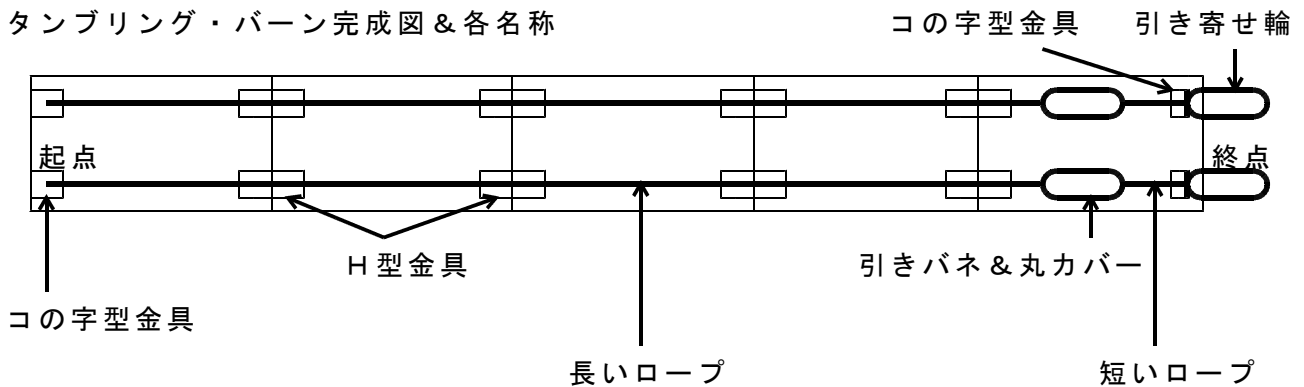 タンブリング・バーン完成図＆各名称
コの字型金具
引き寄せ輪
起点
終点
H型金具
引きバネ＆丸カバー
コの字型金具
長いロープ
短いロープ